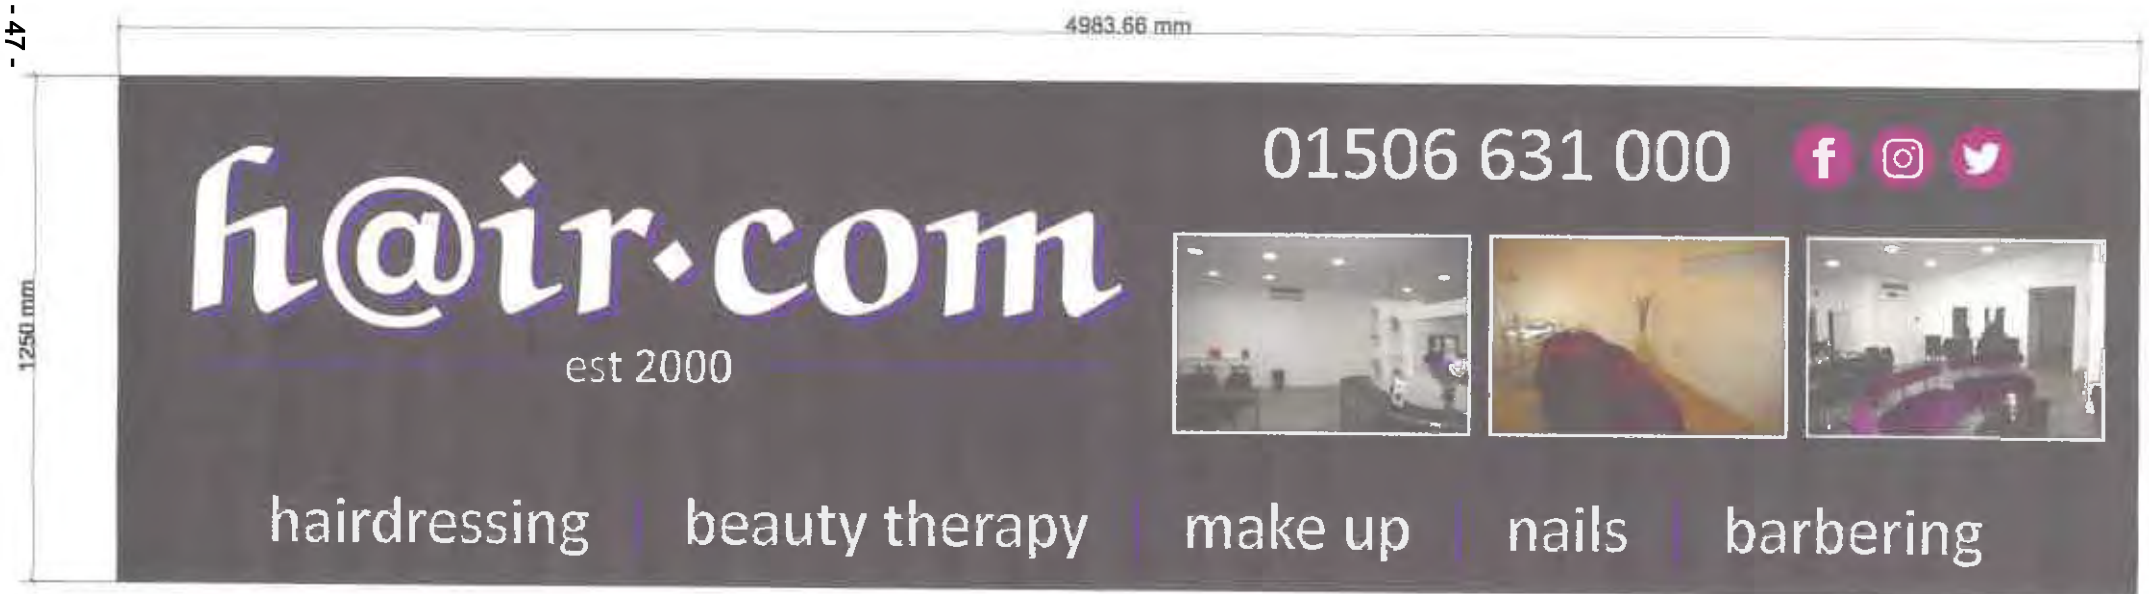 - 47 -
4983.66 mm
1250 mm
h@ir.com
est 2000
01506 631 000
hairdressing | beauty therapy | make up | nails | barbering